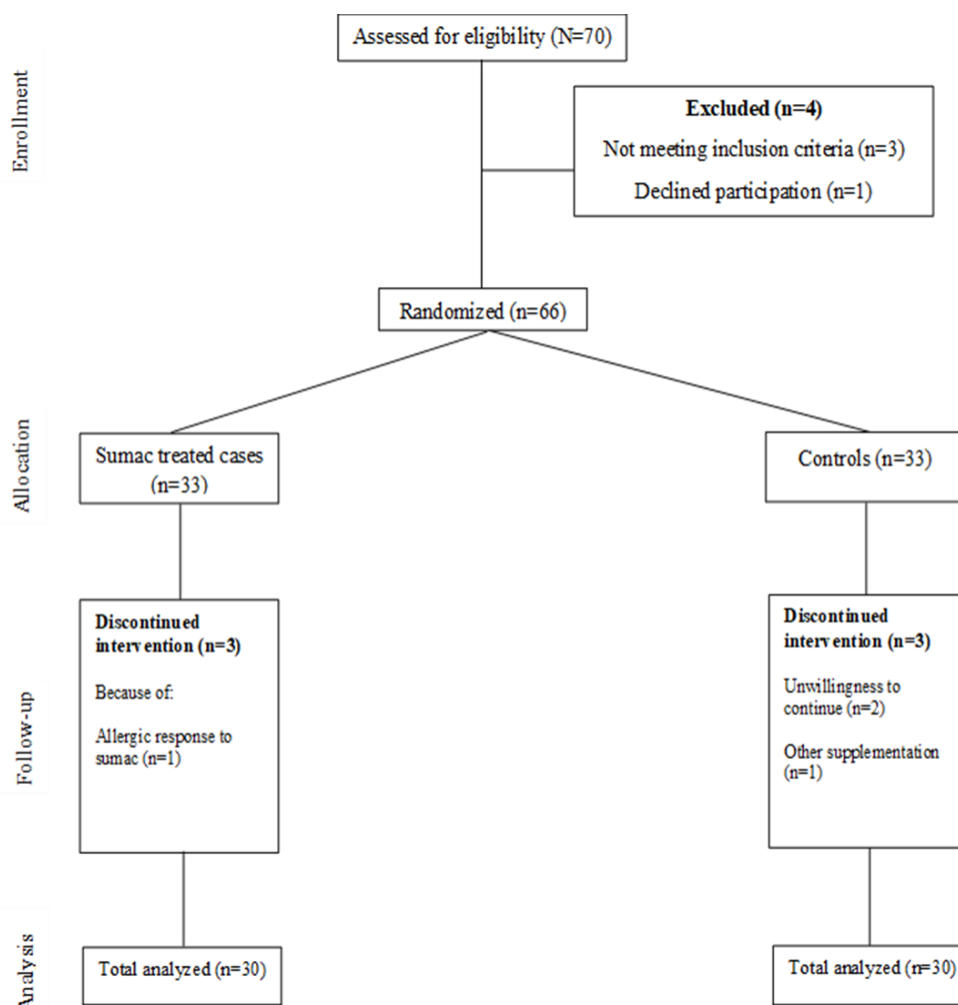 Assessed for eligibility (N=70)
Enrollment
Excluded (n=4)
Not meeting inclusion criteria (n=3)
Declined participation (n=1)
Randomized (n=66)
Allocation
Sumac treated cases
(n=33)
Controls (n=33)
Follow-up
Discontinued
intervention (n=3)
Because of:
Allergic response to
sumac (n=1)
Discontinued
intervention (n=3)
Unwillingness to
continue (n=2)
Other supplementation
(n=1)
Analysis
Total analyzed (n=30)
Total analyzed (n=30)